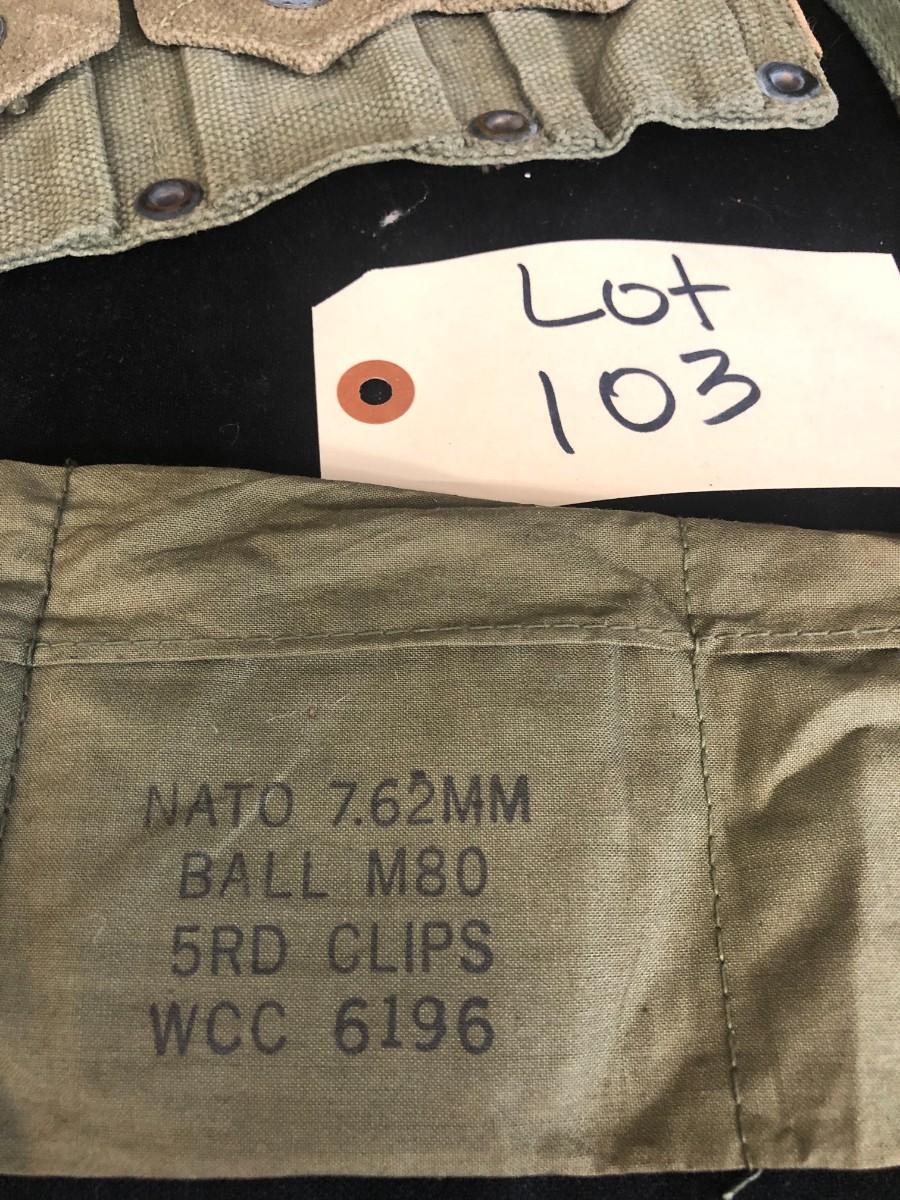 Lot
103
NATO 7.62MM
BALL M80
5RD CLIPS
WCC 6196